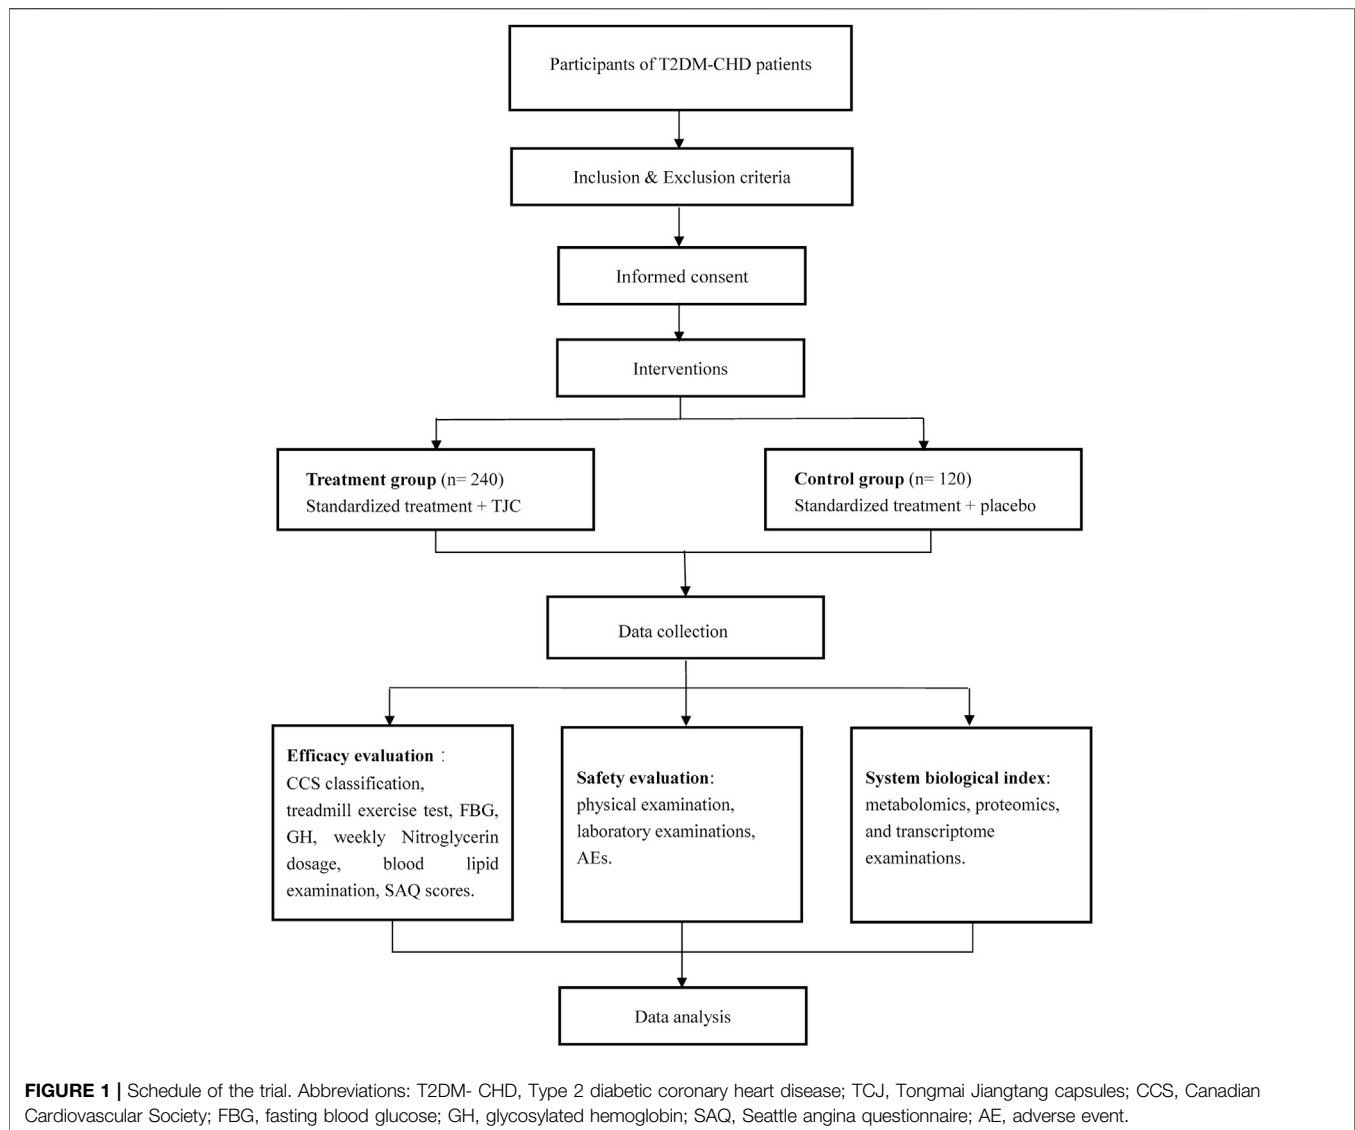 Participants of T2DM-CHD patients
Inclusion & Exclusion criteria
Informed consent
Interventions
Treatment group (n= 240)
Standardized treatment + TJC
Control group (n= 120)
Standardized treatment + placebo
Data collection
Efficacy evaluation :
CCS classification,
treadmill exercise test, FBG,
GH, weekly Nitroglycerin
dosage, blood lipid
examination, SAQ scores.
Safety evaluation:
physical examination,
laboratory examinations,
AEs.
System biological index:
metabolomics, proteomics,
and transcriptome
examinations.
Data analysis
FIGURE 1 | Schedule of the trial. Abbreviations: T2DM- CHD, Type 2 diabetic coronary heart disease; TCJ, Tongmai Jiangtang capsules; CCS, Canadian
Cardiovascular Society; FBG, fasting blood glucose; GH, glycosylated hemoglobin; SAQ, Seattle angina questionnaire; AE, adverse event.